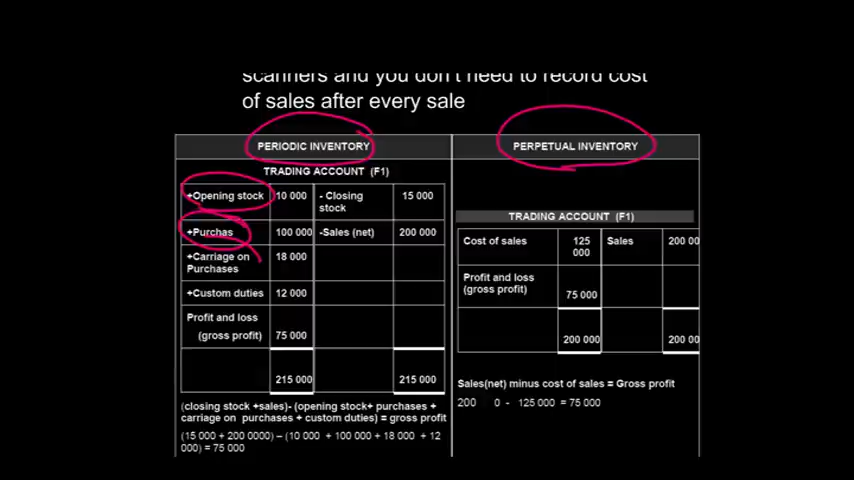 scanners and you don't need to record cost
of sales after every sale
PERIODIC INVENTORY
TRADING ACCOUNT (F1)
+Opening stock 10 000 - Closing stock 15 000
+Purchas 100 000 -Sales (net) 200 000
+Carriage on Purchases 18 000
+Custom duties 12 000
Profit and loss
(gross profit) 75 000
215 000 215 000
(closing stock +sales)- (opening stock+ purchases +
carriage on purchases + custom duties) = gross profit
(15 000 + 200 0000) – (10 000 + 100 000 + 18 000 + 12
000) = 75 000
PERPETUAL INVENTORY
TRADING ACCOUNT (F1)
Cost of sales 125 000 Sales 200 00
Profit and loss
(gross profit) 75 000
200 000 200 00
Sales(net) minus cost of sales = Gross profit
200 0 - 125 000 = 75 000